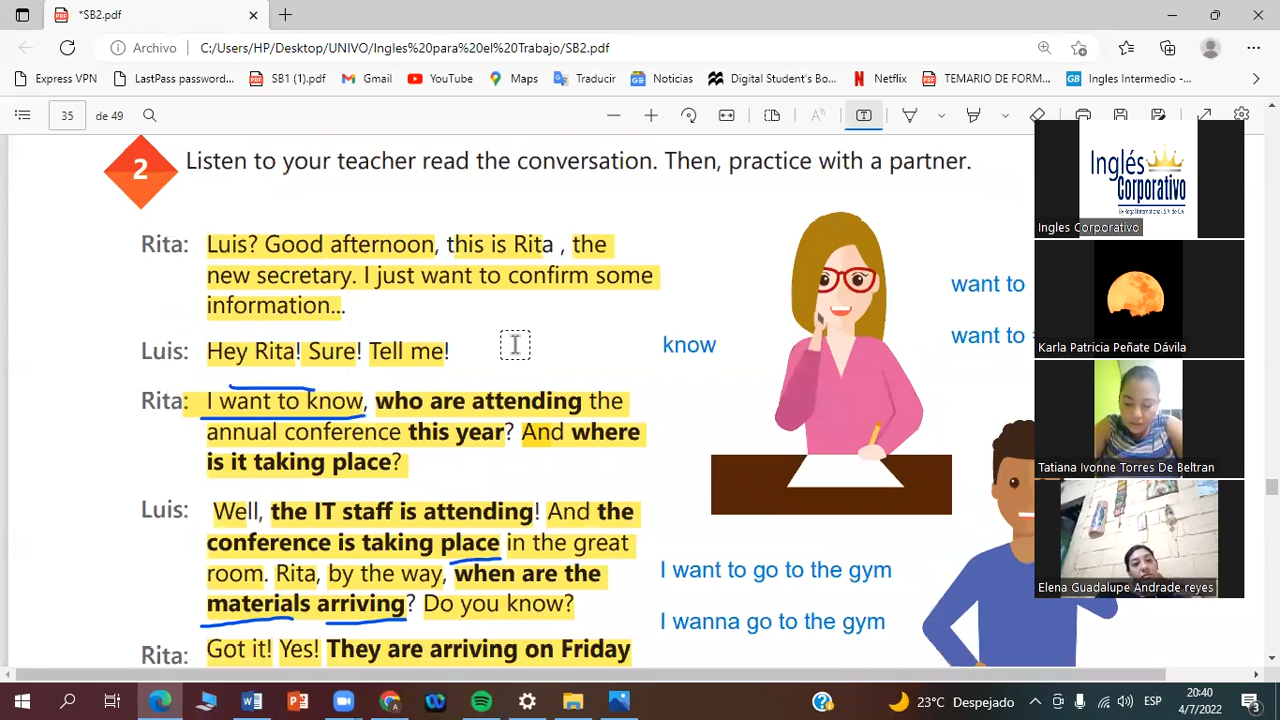 *SB2.pdf
Archivo C:/Users/HP/Desktop/UNIVO/Ingles%20para%20el%20Trabajo/SB2.pdf
Express VPN LastPass password... SB1 (1).pdf Gmail YouTube Maps Traducir Noticias Digital Student's Bo... Netflix TEMARIO DE FORM... Ingles Intermedio -...
35 de 49
2 Listen to your teacher read the conversation. Then, practice with a partner.
Rita: Luis? Good afternoon, this is Rita , the
new secretary. I just want to confirm some
information...
Luis: Hey Rita! Sure! Tell me!
Rita: I want to know, who are attending the
annual conference this year? And where
is it taking place?
Luis: Well, the IT staff is attending! And the
conference is taking place in the great
room. Rita, by the way, when are the
materials arriving? Do you know?
Rita: Got it! Yes! They are arriving on Friday
know
want to
want to
I want to go to the gym
I wanna go to the gym
Inglés
Corporativo
Ingles Corporativo
Karla Patricia Peñate Dávila
Tatiana Ivonne Torres De Beltran
Elena Guadalupe Andrade reyes
23°C Despejado ESP 20:40
4/7/2022
3